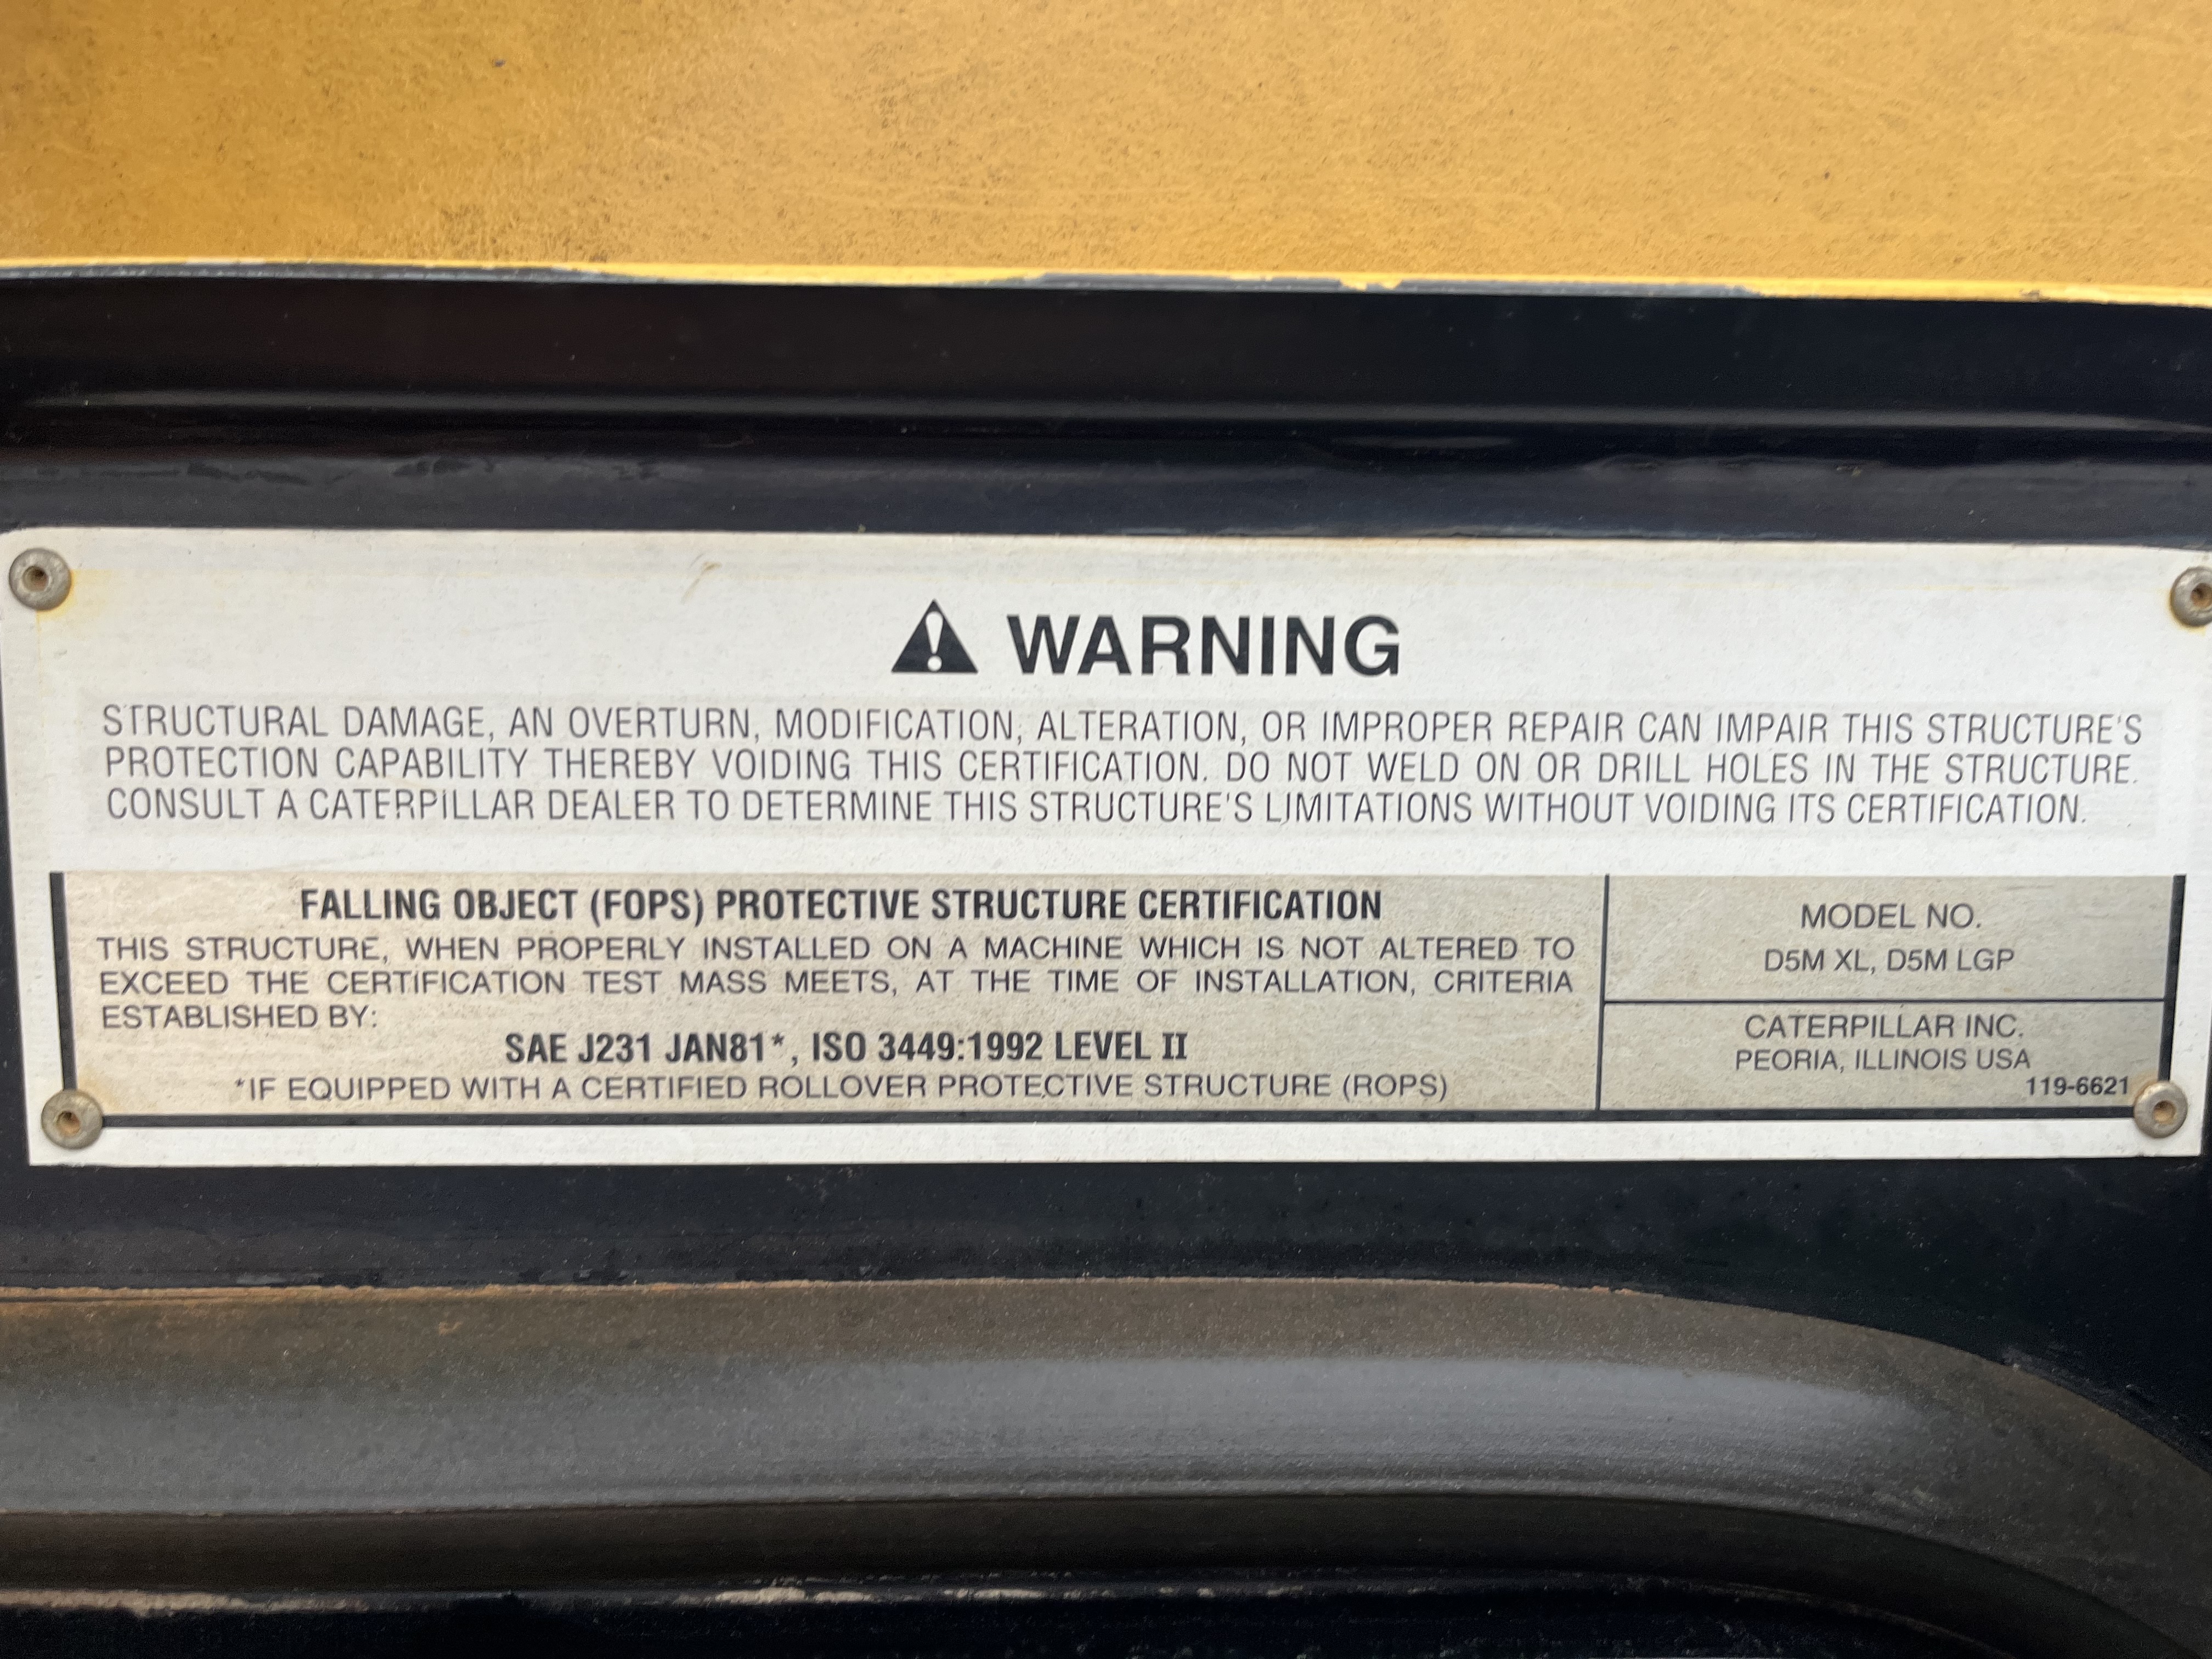 WARNING
STRUCTURAL DAMAGE, AN OVERTURN, MODIFICATION, ALTERATION, OR IMPROPER REPAIR CAN IMPAIR THIS STRUCTURE'S
PROTECTION CAPABILITY THEREBY VOIDING THIS CERTIFICATION. DO NOT WELD ON OR DRILL HOLES IN THE STRUCTURE.
CONSULT A CATERPILLAR DEALER TO DETERMINE THIS STRUCTURE'S LIMITATIONS WITHOUT VOIDING ITS CERTIFICATION.
FALLING OBJECT (FOPS) PROTECTIVE STRUCTURE CERTIFICATION
THIS STRUCTURE, WHEN PROPERLY INSTALLED ON A MACHINE WHICH IS NOT ALTERED TO
EXCEED THE CERTIFICATION TEST MASS MEETS, AT THE TIME OF INSTALLATION, CRITERIA
ESTABLISHED BY:
SAE J231 JAN81*, ISO 3449:1992 LEVEL II
*IF EQUIPPED WITH A CERTIFIED ROLLOVER PROTECTIVE STRUCTURE (ROPS)
MODEL NO.
D5M XL, D5M LGP
CATERPILLAR INC.
PEORIA, ILLINOIS USA
119-6621